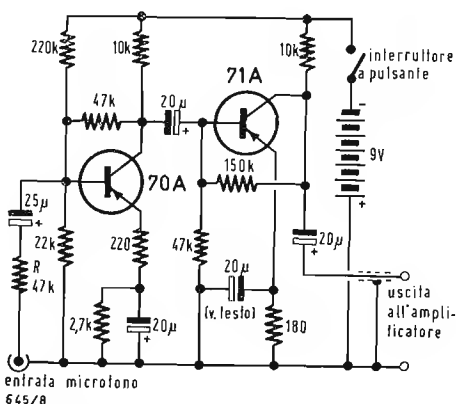 220k
10k
10k
interruttore
a pulsante
71A
20µ
+
47k
-
9V
+
70A
150k
25µ
+
22k
220
47k
20µ
(v. testo)
20µ
+
R
47k
2,7k
20µ
+
180
uscita
all'ampli-
ficatore
entrata microfono
645/8